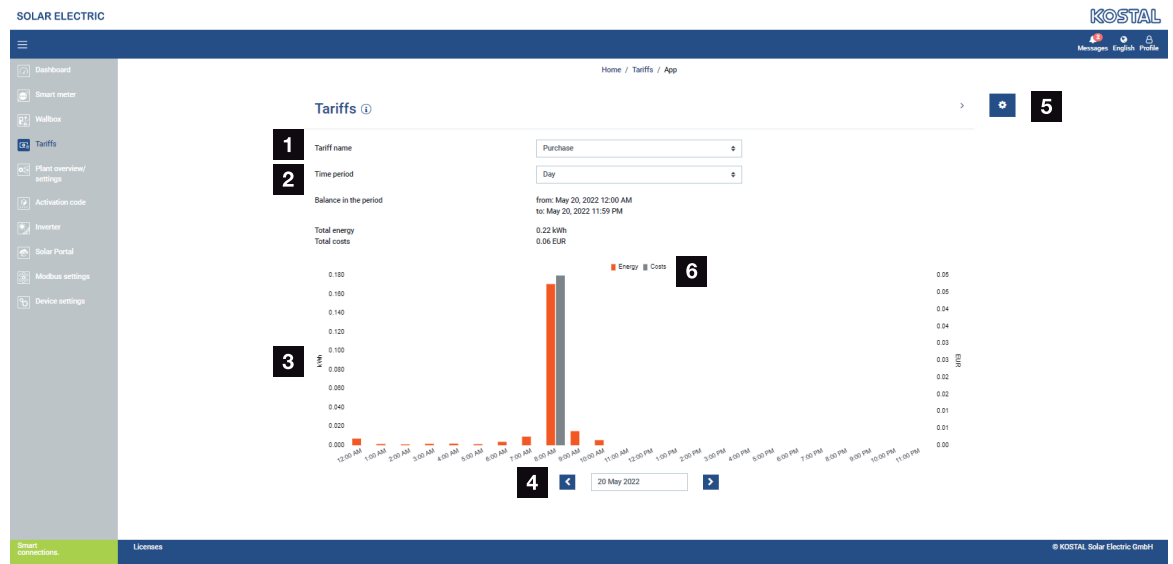 SOLAR ELECTRIC
KOSTAL
2
Messages English Profile
Dashboard
Smart meter
Wallbox
Tariffs
Plant overview/
settings
Activation code
Inverter
Solar Portal
Modbus settings
Device settings
Home / Tariffs / App
Tariffs
5
1 Tariff name Purchase
2 Time period Day
Balance in the period from: May 20, 2022 12:00 AM
to: May 20, 2022 11:59 PM
Total energy 0.22 kWh
Total costs 0.06 EUR
Energy Costs 6
0.180
0.160
0.140
0.120
0.100
0.080
0.060
0.040
0.020
0.000
3
kWh
0.05
0.05
0.04
0.04
0.03
0.03
0.02
0.02
0.01
0.01
0.00
EUR
12:00 AM 1:00 AM 2:00 AM 3:00 AM 4:00 AM 5:00 AM 6:00 AM 7:00 AM 8:00 AM 9:00 AM 10:00 AM 11:00 AM 12:00 PM 1:00 PM 2:00 PM 3:00 PM 4:00 PM 5:00 PM 6:00 PM 7:00 PM 8:00 PM 9:00 PM 10:00 PM 11:00 PM
4 20 May 2022
Smart
connections.
Licenses
© KOSTAL Solar Electric GmbH